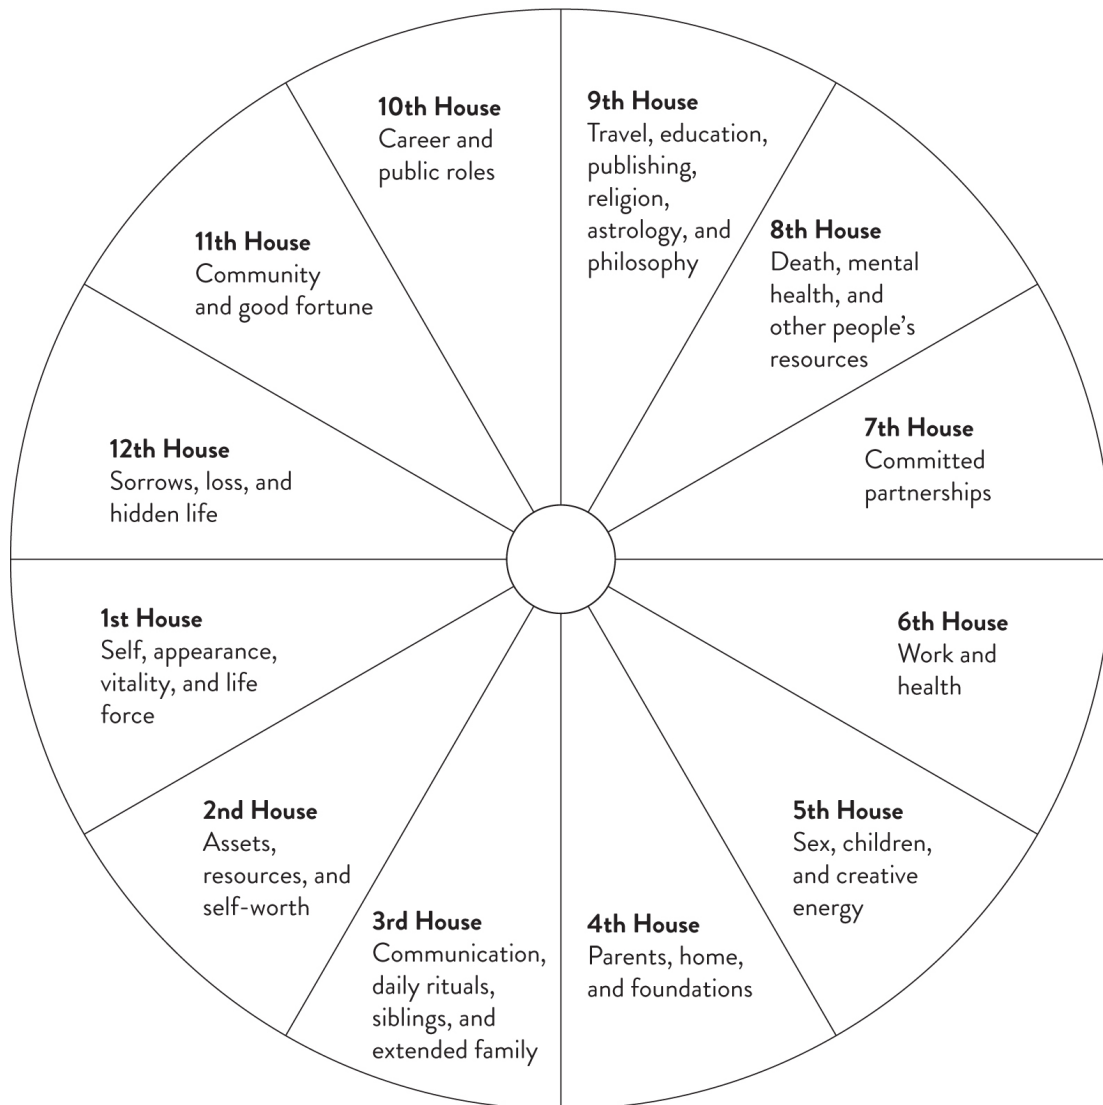 10th House
Career and
public roles
9th House
Travel, education,
publishing,
religion,
astrology, and
philosophy
11th House
Community
and good fortune
8th House
Death, mental
health, and
other people’s
resources
12th House
Sorrows, loss, and
hidden life
7th House
Committed
partnerships
1st House
Self, appearance,
vitality, and life
force
6th House
Work and
health
2nd House
Assets,
resources, and
self-worth
5th House
Sex, children,
and creative
energy
3rd House
Communication,
daily rituals,
siblings, and
extended family
4th House
Parents, home,
and foundations